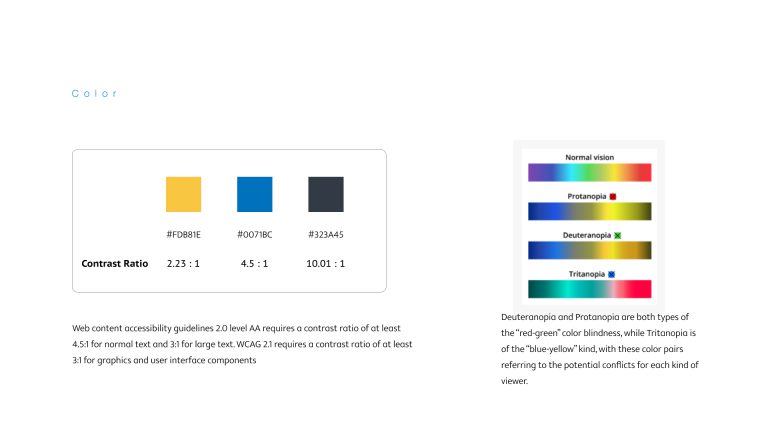 Color
#FDB81E #0071BC #323A45
Contrast Ratio 2.23 : 1 4.5 : 1 10.01 : 1
Web content accessibility guidelines 2.0 level AA requires a contrast ratio of at least
4.5:1 for normal text and 3:1 for large text. WCAG 2.1 requires a contrast ratio of at least
3:1 for graphics and user interface components
Normal vision
Protanopia
Deuteranopia
Tritanopia
Deuteranopia and Protanopia are both types of
the “red-green” color blindness, while Tritanopia is
of the “blue-yellow” kind, with these color pairs
referring to the potential conflicts for each kind of
viewer.